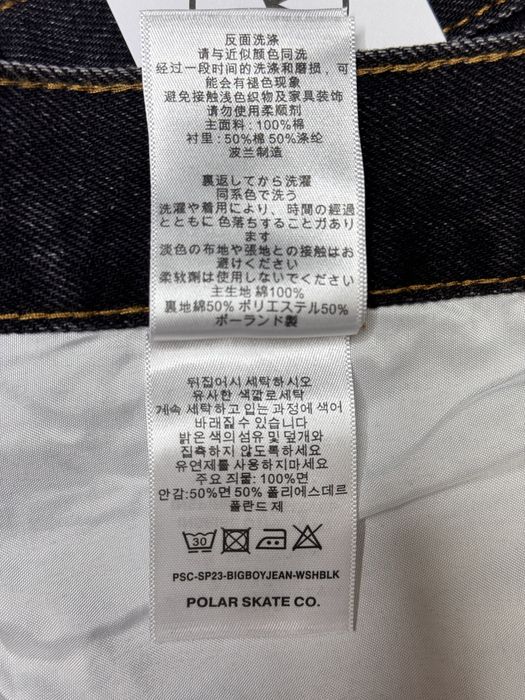 反面洗涤
请与近似颜色同洗
经过一段时间的洗涤和磨损，可
能会有褪色现象
避免接触浅色织物及家具装饰
请勿使用柔顺剂
主面料：100%棉
衬里：50%棉 50%涤纶
波兰制造
裏返してから洗濯
同系色で洗う
洗濯や着用により、時間の經過
とともに 色落ちすることガあり
ます
淡色の布地や張地との接触はお
避けください
柔软劑は使用しないでください
主生地 綿100%
裏地綿50% ポリエステル50%
ポーランド製
뒤집어시 세탁하시오
유사한 색깔로세탁
게속 세탁하고 입는 과정에 색어
바래질수 있습니다
밝온 색의 섬유 및 덮개와
집촉하지 않도록하세요
유연제를 사용하지마세요
주요 직물: 100%면
안감:50%면 50% 폴리에스데르
폴란드 제
30
PSC-SP23-BIGBOYJEAN-WSHBLK
POLAR SKATE CO.